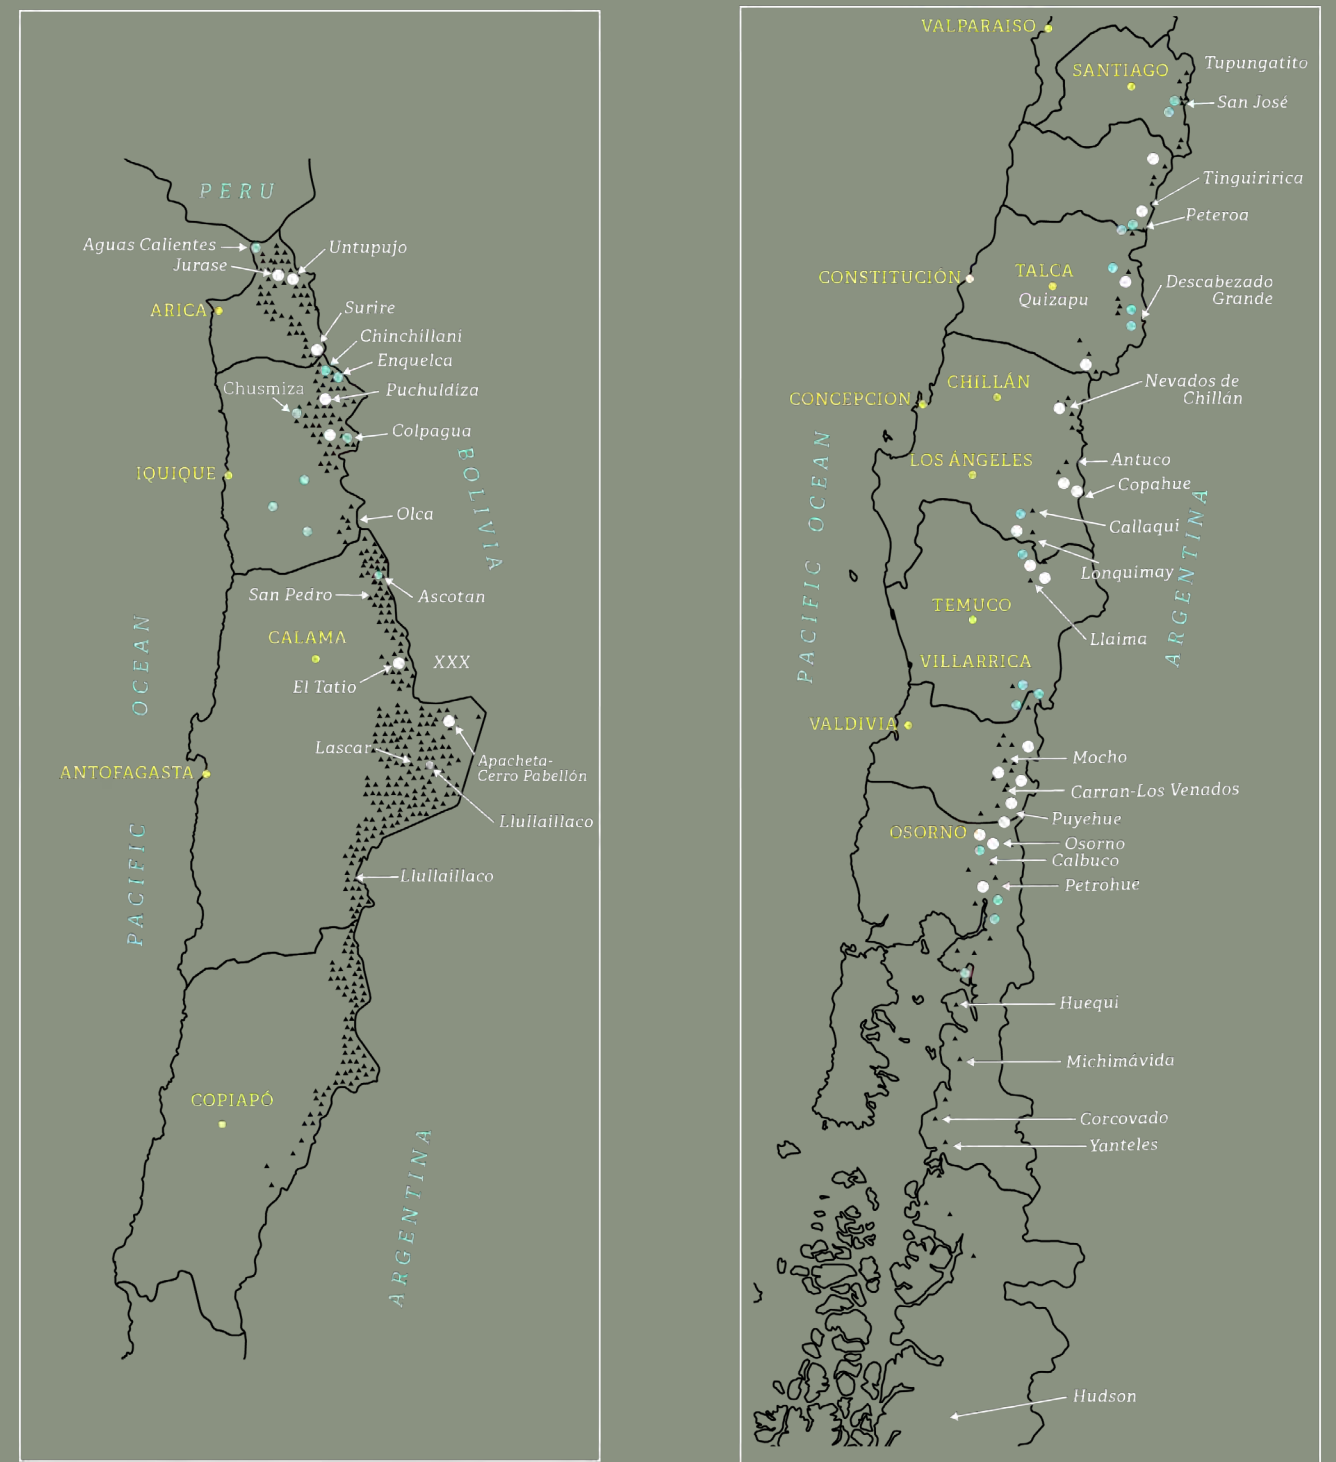 PERU
Aguas Calientes
Untupujo
Jurase
ARICA
Surire
Chinchillani
Enquelca
Chusmiza
Puchuldiza
Colpagua
IQUIQUE
BOLIVIA
Olca
San Pedro
Ascotan
CALAMA
XXX
El Tatio
PACIFIC OCEAN
Lascar
Apacheta-
Cerro Pabellón
ANTOFAGASTA
Llullaillaco
Llullaillaco
COPIAPÓ
ARGENTINA
VALPARAISO
SANTIAGO
Tupungatito
San José
Tinguiririca
Peteroa
CONSTITUCIÓN
TALCA
Quizapu
Descabezado
Grande
CHILLÁN
Nevados de
Chillán
CONCEPCION
PACIFIC OCEAN
LOS ÁNGELES
Antuco
Copahue
Callaqui
ARGENTINA
Lonquimay
TEMUCO
Llaima
VILLARRICA
VALDIVIA
Mocho
Carran-Los Venados
Puyehue
OSORNO
Osorno
Calbuco
Petrohue
Huequi
Michimávida
Corcovado
Yanteles
Hudson